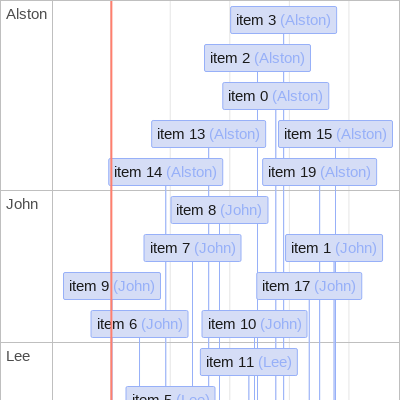 Alston
item 3 (Alston)
item 2 (Alston)
item 0 (Alston)
item 13 (Alston)
item 15 (Alston)
item 14 (Alston)
item 19 (Alston)
John
item 8 (John)
item 7 (John)
item 1 (John)
item 9 (John)
item 17 (John)
item 6 (John)
item 10 (John)
Lee
item 11 (Lee)
item 5 (Lee)